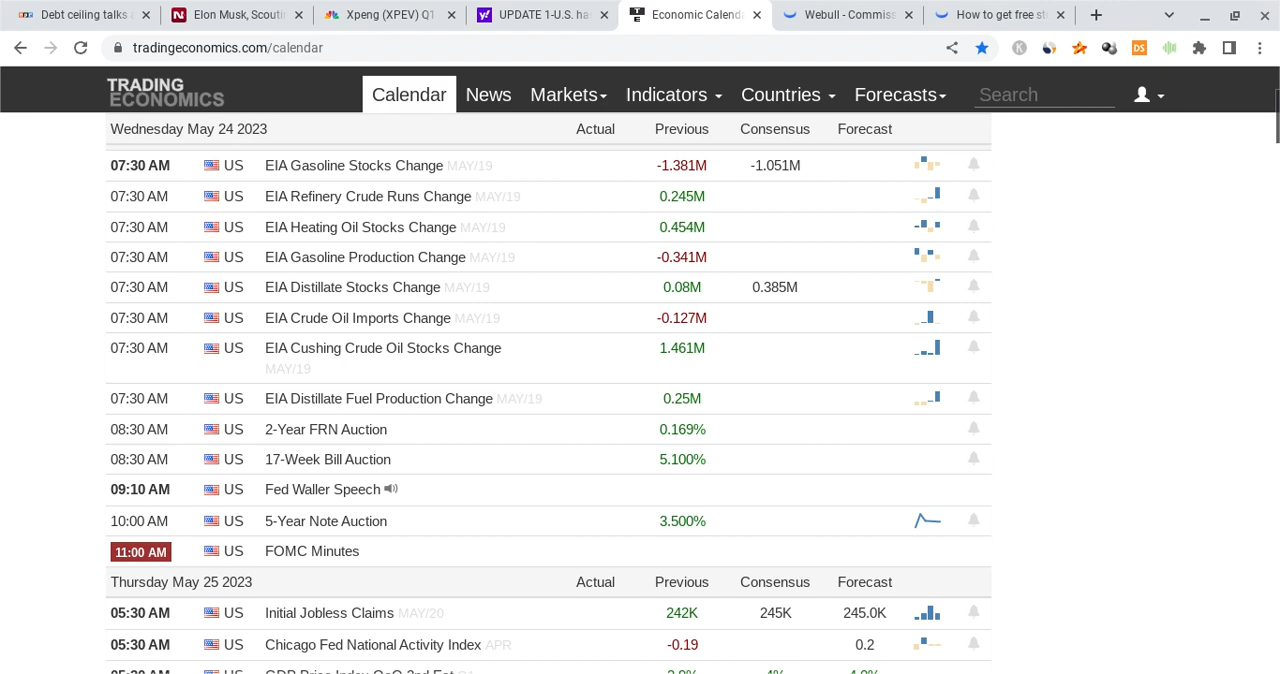 Debt ceiling talks
Elon Musk, Scouti
Xpeng (XPEV) Q1
UPDATE 1-U.S. ha
Economic Calenda
Webull - Commiss
How to get free st
tradingeconomics.com/calendar
TRADING
ECONOMICS
Calendar News Markets Indicators Countries Forecasts Search
Wednesday May 24 2023 Actual Previous Consensus Forecast
07:30 AM US EIA Gasoline Stocks Change MAY/19 -1.381M -1.051M
07:30 AM US EIA Refinery Crude Runs Change MAY/19 0.245M
07:30 AM US EIA Heating Oil Stocks Change MAY/19 0.454M
07:30 AM US EIA Gasoline Production Change MAY/19 -0.341M
07:30 AM US EIA Distillate Stocks Change MAY/19 0.08M 0.385M
07:30 AM US EIA Crude Oil Imports Change MAY/19 -0.127M
07:30 AM US EIA Cushing Crude Oil Stocks Change 1.461M
MAY/19
07:30 AM US EIA Distillate Fuel Production Change MAY/19 0.25M
08:30 AM US 2-Year FRN Auction 0.169%
08:30 AM US 17-Week Bill Auction 5.100%
09:10 AM US Fed Waller Speech
10:00 AM US 5-Year Note Auction 3.500%
11:00 AM US FOMC Minutes
Thursday May 25 2023 Actual Previous Consensus Forecast
05:30 AM US Initial Jobless Claims MAY/20 242K 245K 245.0K
05:30 AM US Chicago Fed National Activity Index APR -0.19 0.2